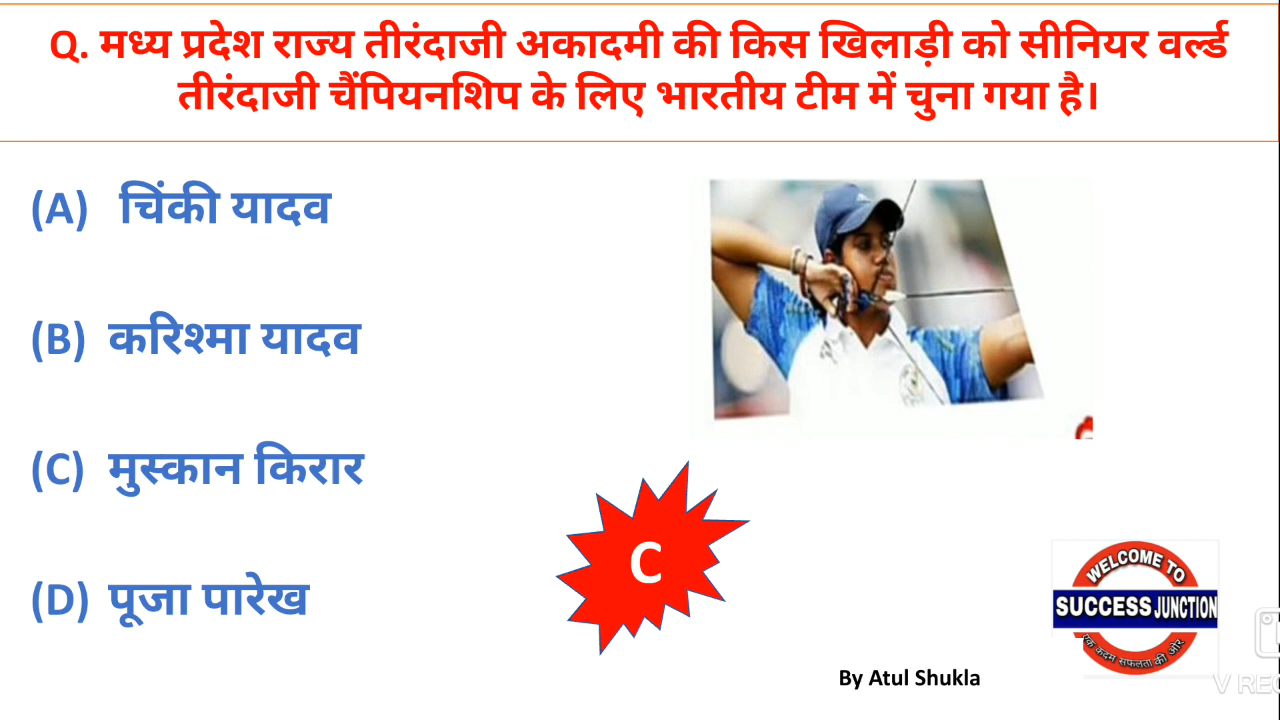 Q. मध्य प्रदेश राज्य तीरंदाजी अकादमी की किस खिलाड़ी को सीनियर वर्ल्ड
तीरंदाजी चैंपियनशिप के लिए भारतीय टीम में चुना गया है।
(A) चिंकी यादव
(B) करिश्मा यादव
(C) मुस्कान किरार
(D) पूजा पारेख
C
WELCOME TO
SUCCESS JUNCTION
एक कदम सफलता की ओर
By Atul Shukla
V REC